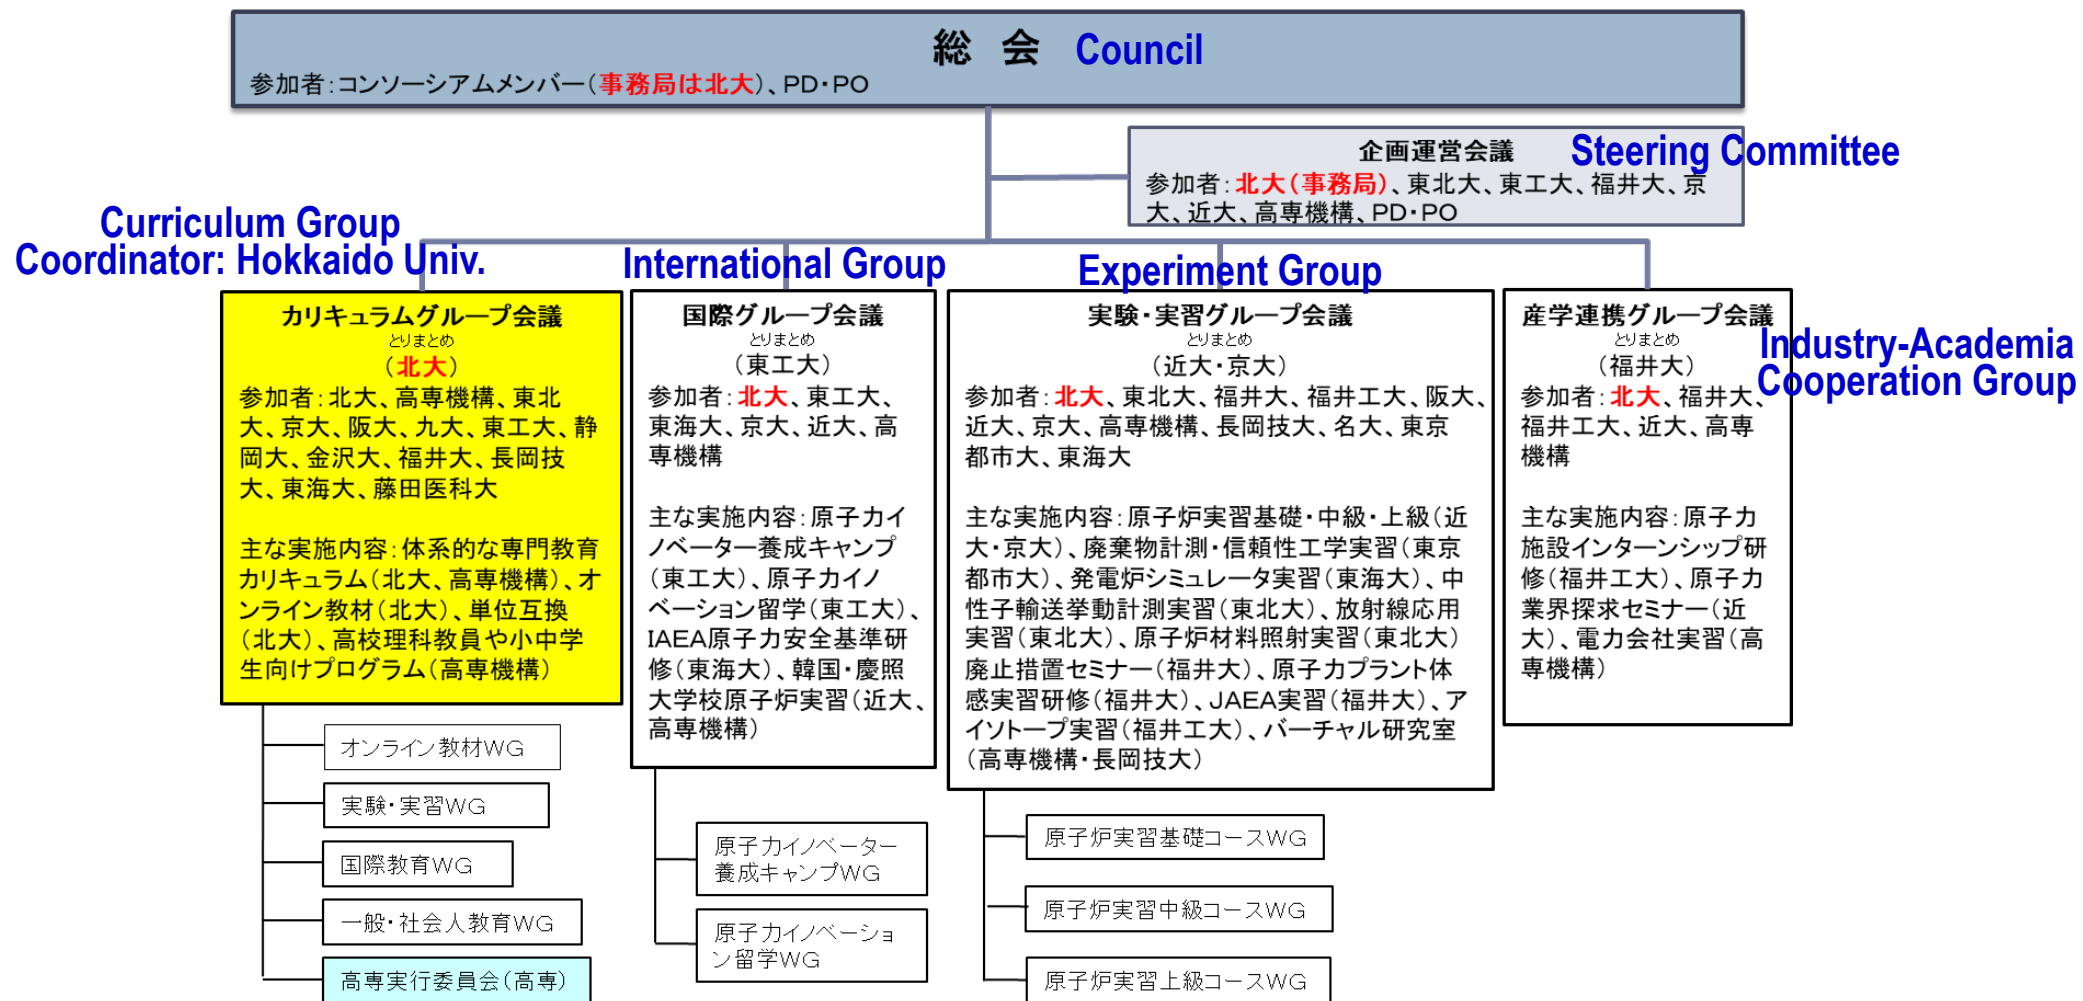 総 会 Council
参加者：コンソーシアムメンバー（事務局は北大）、PD・PO
企画運営会議 Steering Committee
参加者：北大（事務局）、東北大、東工大、福井大、京
大、近大、高専機構、PD・PO
Curriculum Group
Coordinator: Hokkaido Univ.
カリキュラムグループ会議
とりまとめ
（北大）
参加者：北大、高専機構、東北
大、京大、阪大、九大、東工大、静
岡大、金沢大、福井大、長岡技
大、東海大、藤田医科大
主な実施内容：体系的な専門教育
カリキュラム（北大、高専機構）、オ
ンライン教材（北大）、単位互換
（北大）、高校理科教員や小中学
生向けプログラム（高専機構）
オンライン教材WG
実験・実習WG
国際教育WG
一般・社会人教育WG
高専実行委員会（高専）
International Group
国際グループ会議
とりまとめ
（東工大）
参加者：北大、東工大、
東海大、京大、近大、高
専機構
主な実施内容：原子力イ
ノベーター養成キャンプ
（東工大）、原子力イノ
ベーション留学（東工大）、
IAEA原子力安全基準研
修（東海大）、韓国・慶熙
大学校原子炉実習（近大、
高専機構）
原子力イノベーター
養成キャンプWG
原子力イノベーショ
ン留学WG
Experiment Group
実験・実習グループ会議
とりまとめ
（近大・京大）
参加者：北大、東北大、福井大、福井工大、阪大、
近大、京大、高専機構、長岡技大、名大、東京
都市大、東海大
主な実施内容：原子炉実習基礎・中級・上級（近
大・京大）、廃棄物計測・信頼性工学実習（東京
都市大）、発電炉シミュレータ実習（東海大）、中
性子輸送挙動計測実習（東北大）、放射線応用
実習（東北大）、原子炉材料照射実習（東北大）
廃止措置セミナー（福井大）、原子力プラント体
感実習研修（福井大）、JAEA実習（福井大）、ア
イソトープ実習（福井工大）、バーチャル研究室
（高専機構・長岡技大）
原子炉実習基礎コースWG
原子炉実習中級コースWG
原子炉実習上級コースWG
Industry-Academia
Cooperation Group
産学連携グループ会議
とりまとめ
（福井大）
参加者：北大、福井大、
福井工大、近大、高専
機構
主な実施内容：原子力
施設インターンシップ研
修（福井工大）、原子力
業界探求セミナー（近
大）、電力会社実習（高
専機構）